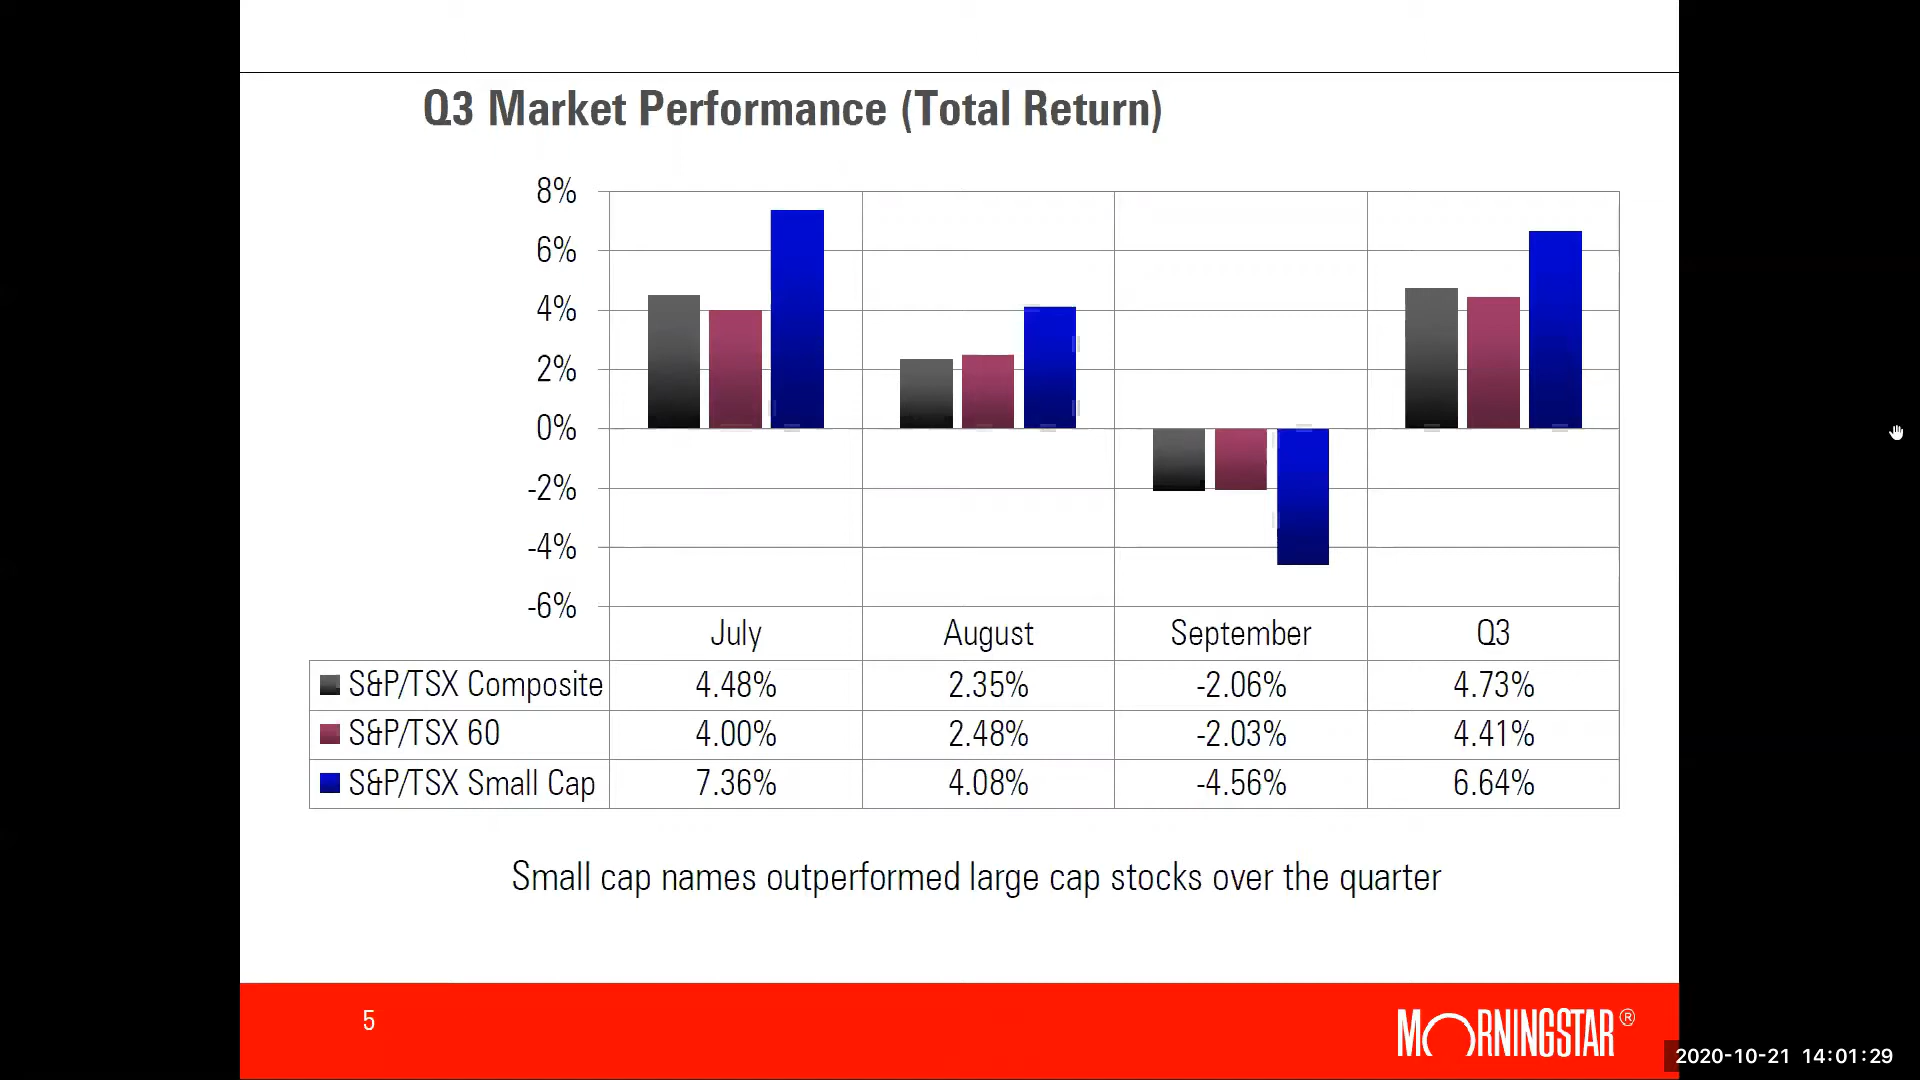 Q3 Market Performance (Total Return)
8%
6%
4%
2%
0%
-2%
-4%
-6%
July August September Q3
S&P/TSX Composite 4.48% 2.35% -2.06% 4.73%
S&P/TSX 60 4.00% 2.48% -2.03% 4.41%
S&P/TSX Small Cap 7.36% 4.08% -4.56% 6.64%
Small cap names outperformed large cap stocks over the quarter
5
MORNINGSTAR®
2020-10-21 14:01:29